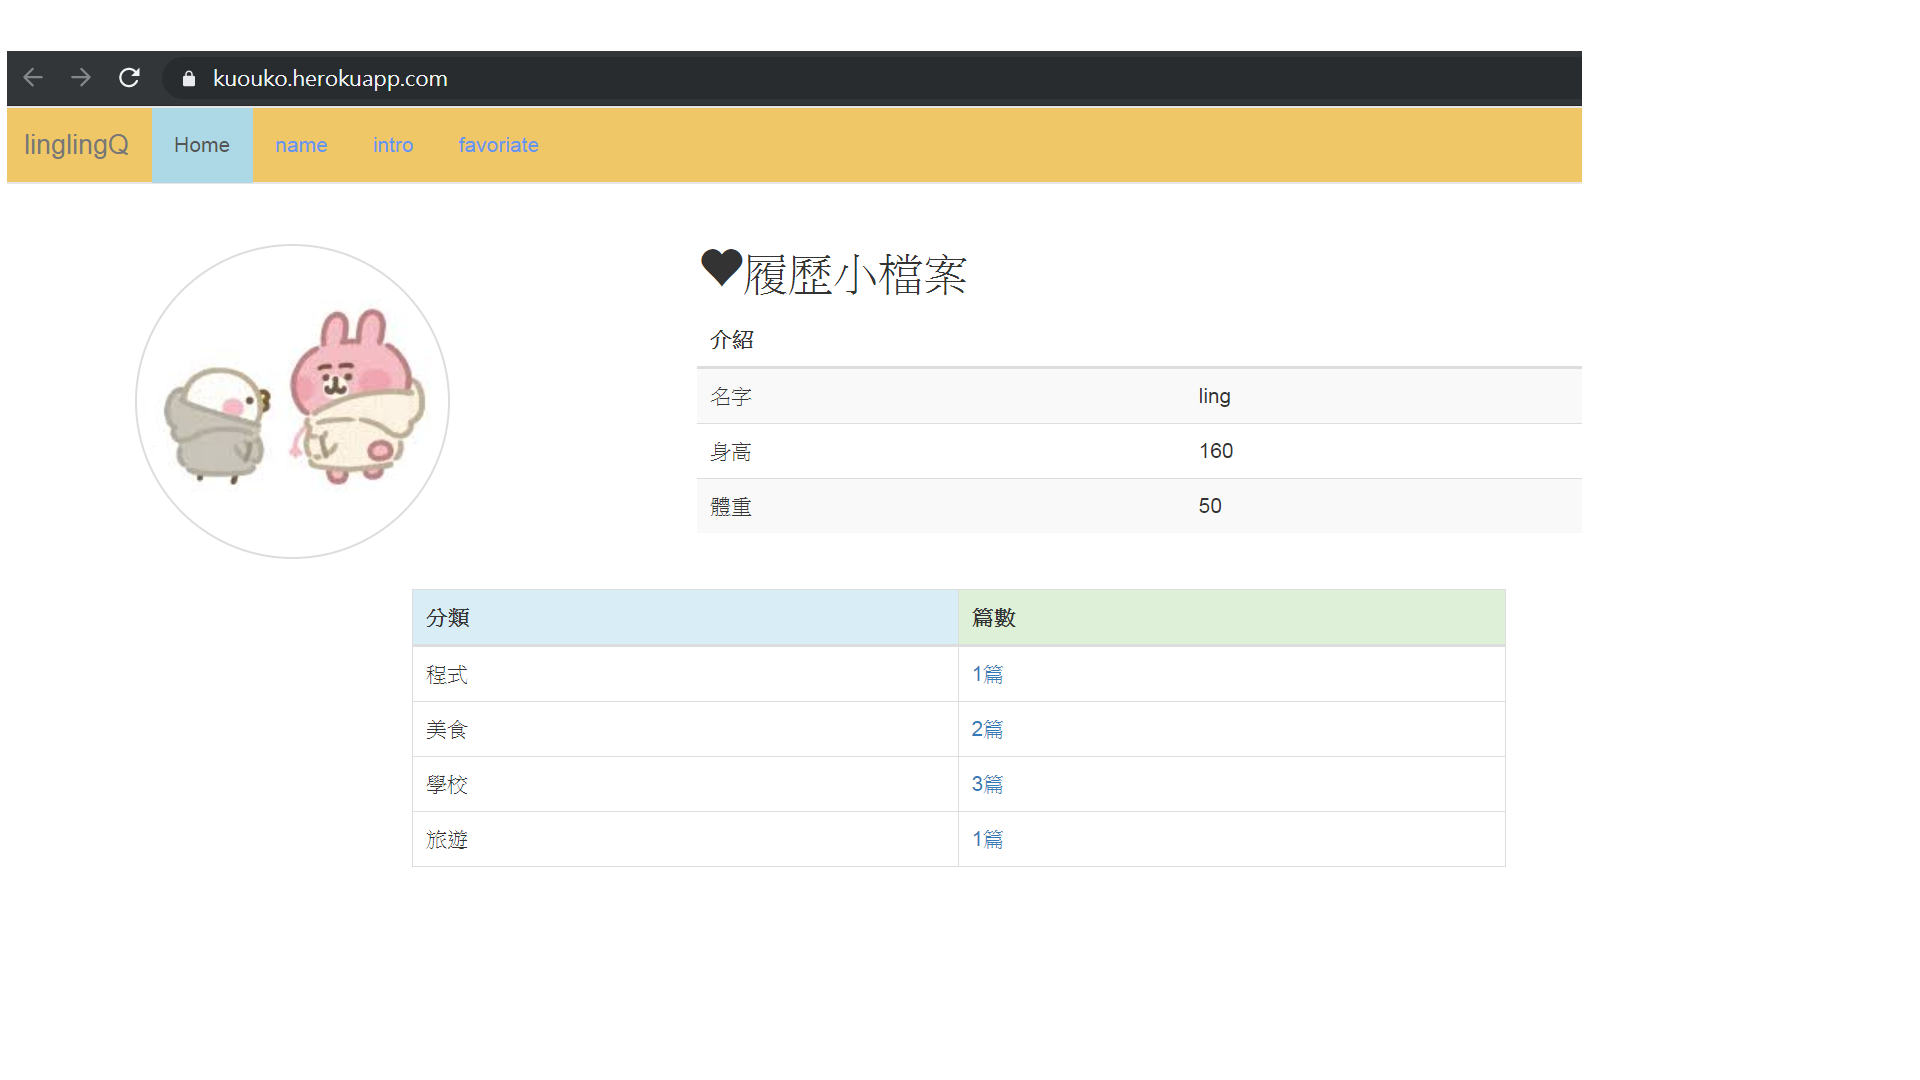 kuouko.herokuapp.com
linglingQ Home name intro favoriate
♥履歷小檔案
介紹
名字 ling
身高 160
體重 50
分類 篇數
程式 1篇
美食 2篇
學校 3篇
旅遊 1篇